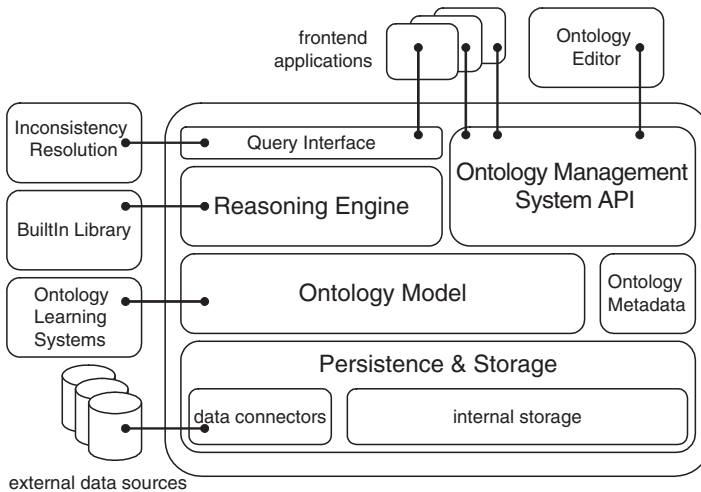 frontend
applications
Ontology
Editor
Inconsistency
Resolution
Query Interface
Ontology Management
System API
Reasoning Engine
BuiltIn Library
Ontology
Learning
Systems
Ontology Model
Ontology
Metadata
Persistence & Storage
data connectors
internal storage
external data sources